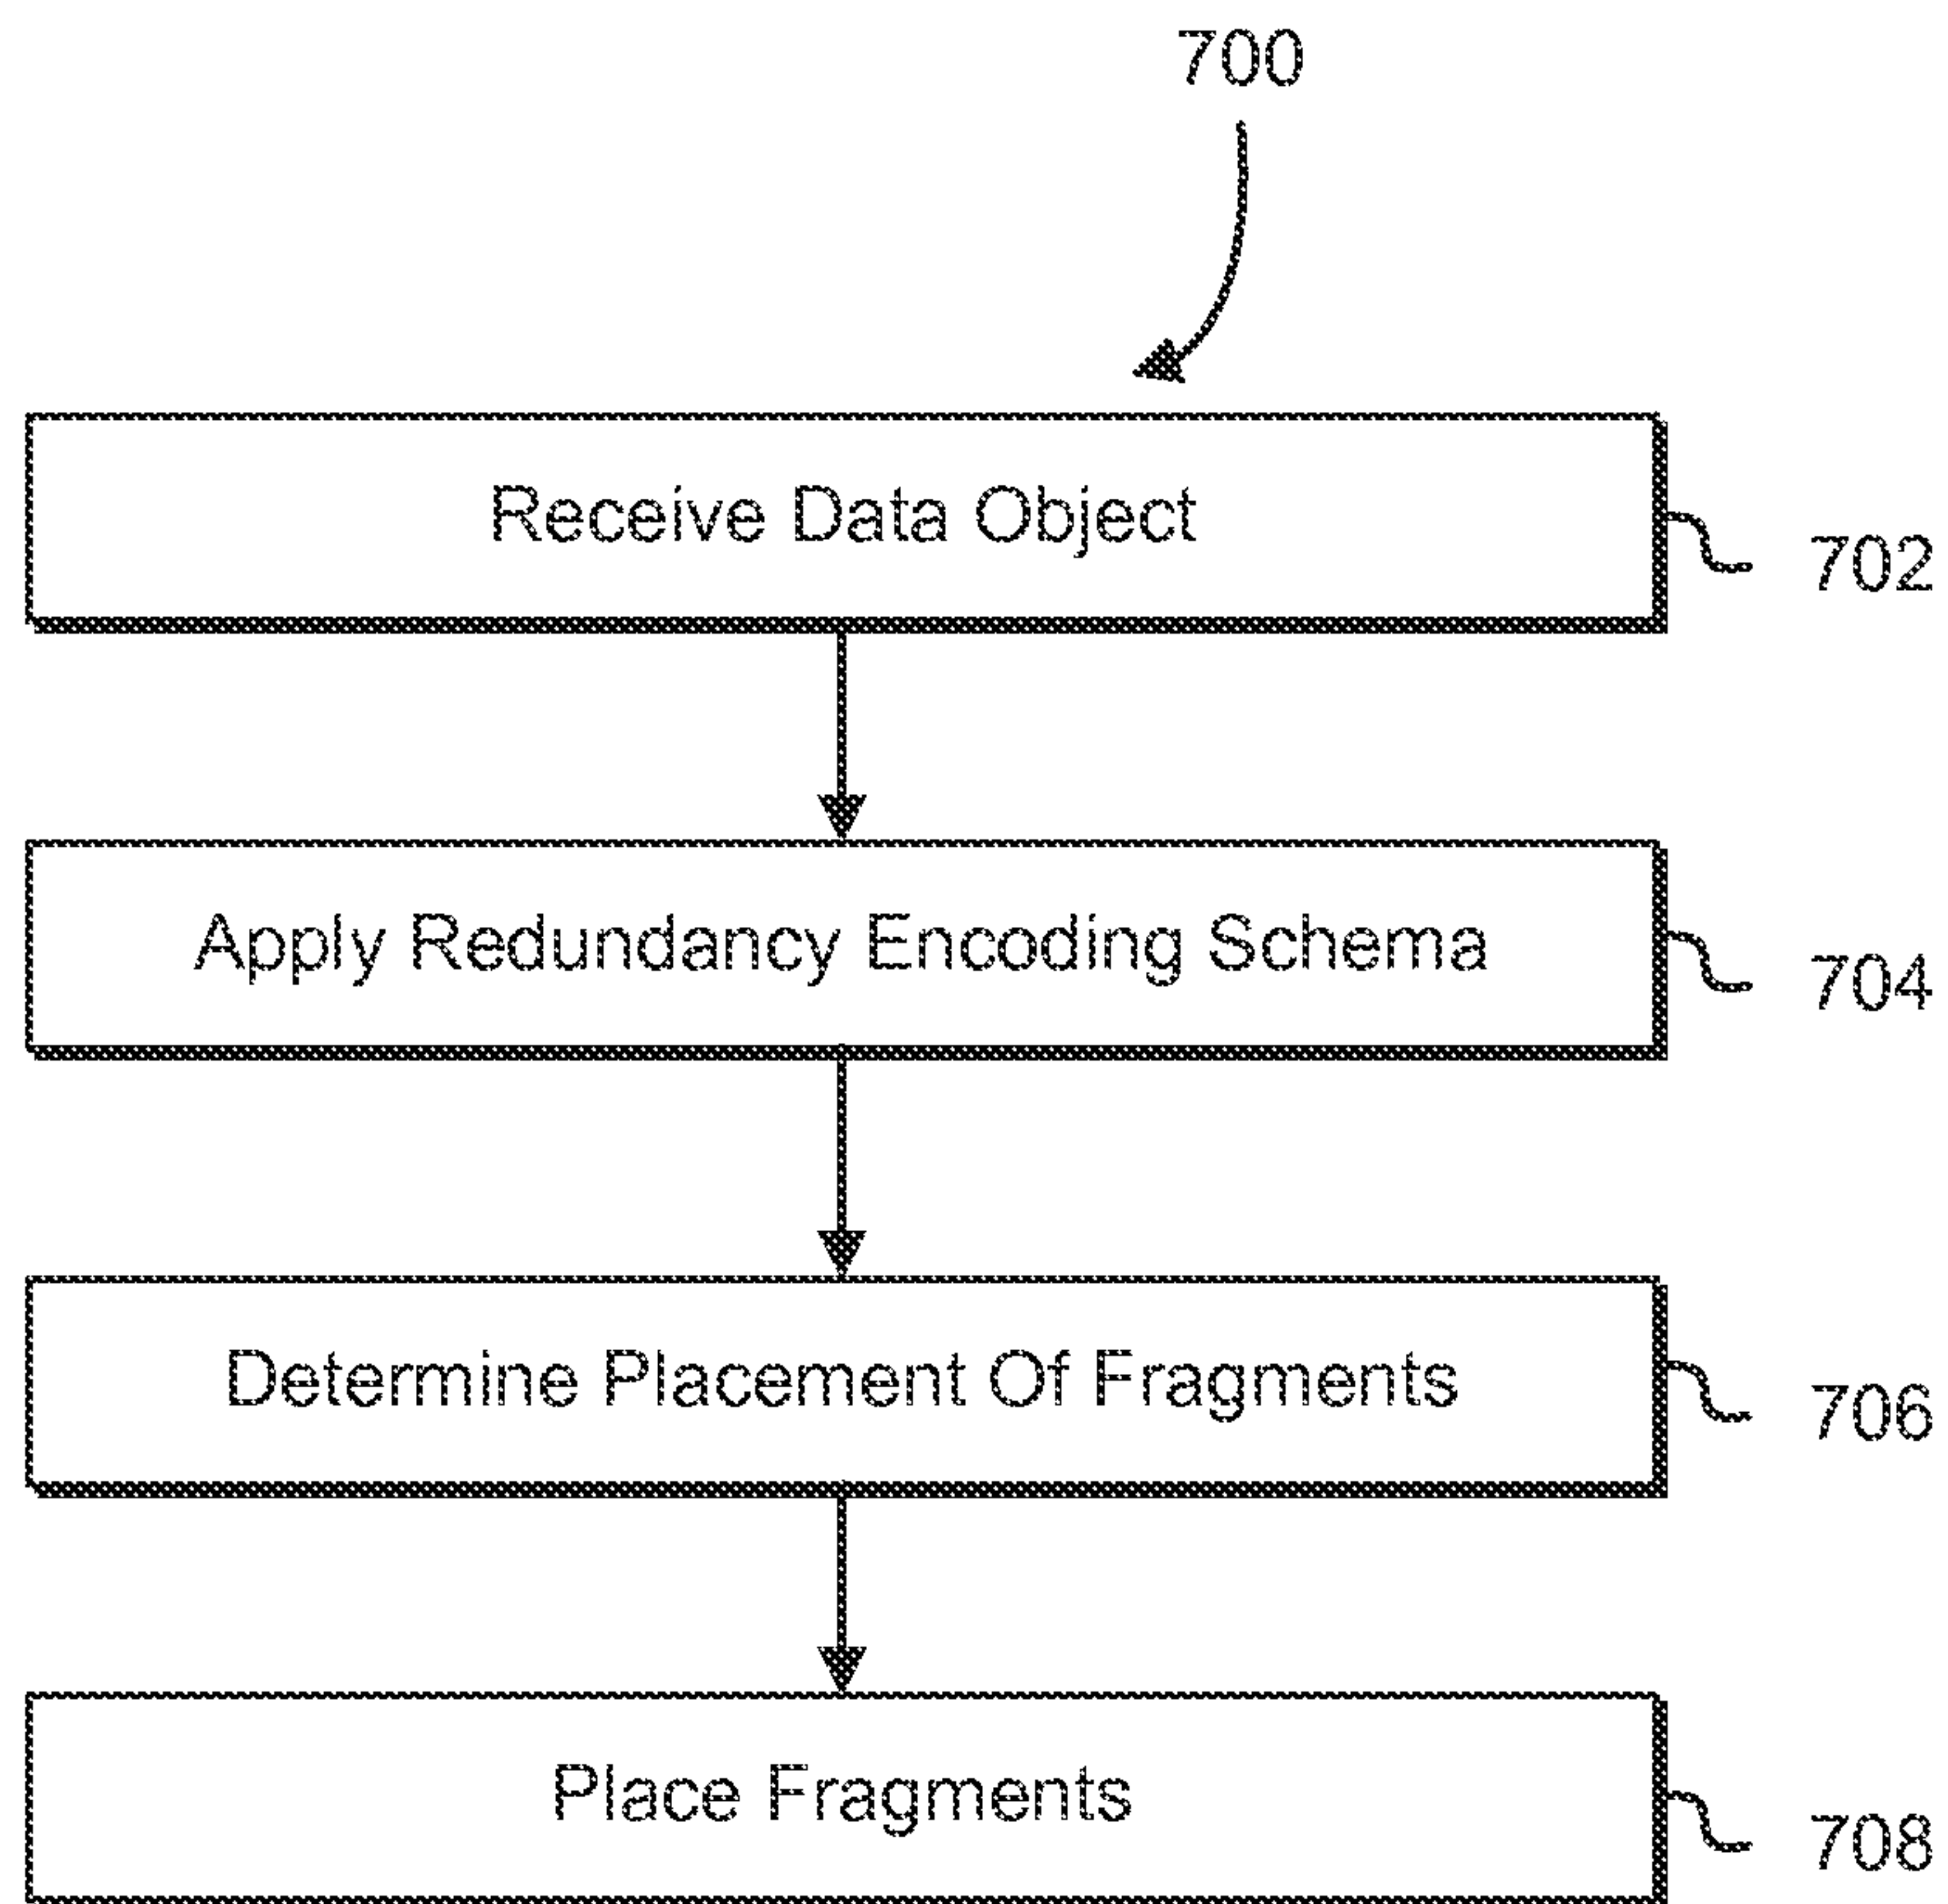 700
Receive Data Object
702
Apply Redundancy Encoding Schema
704
Determine Placement Of Fragments
706
Place Fragments
708